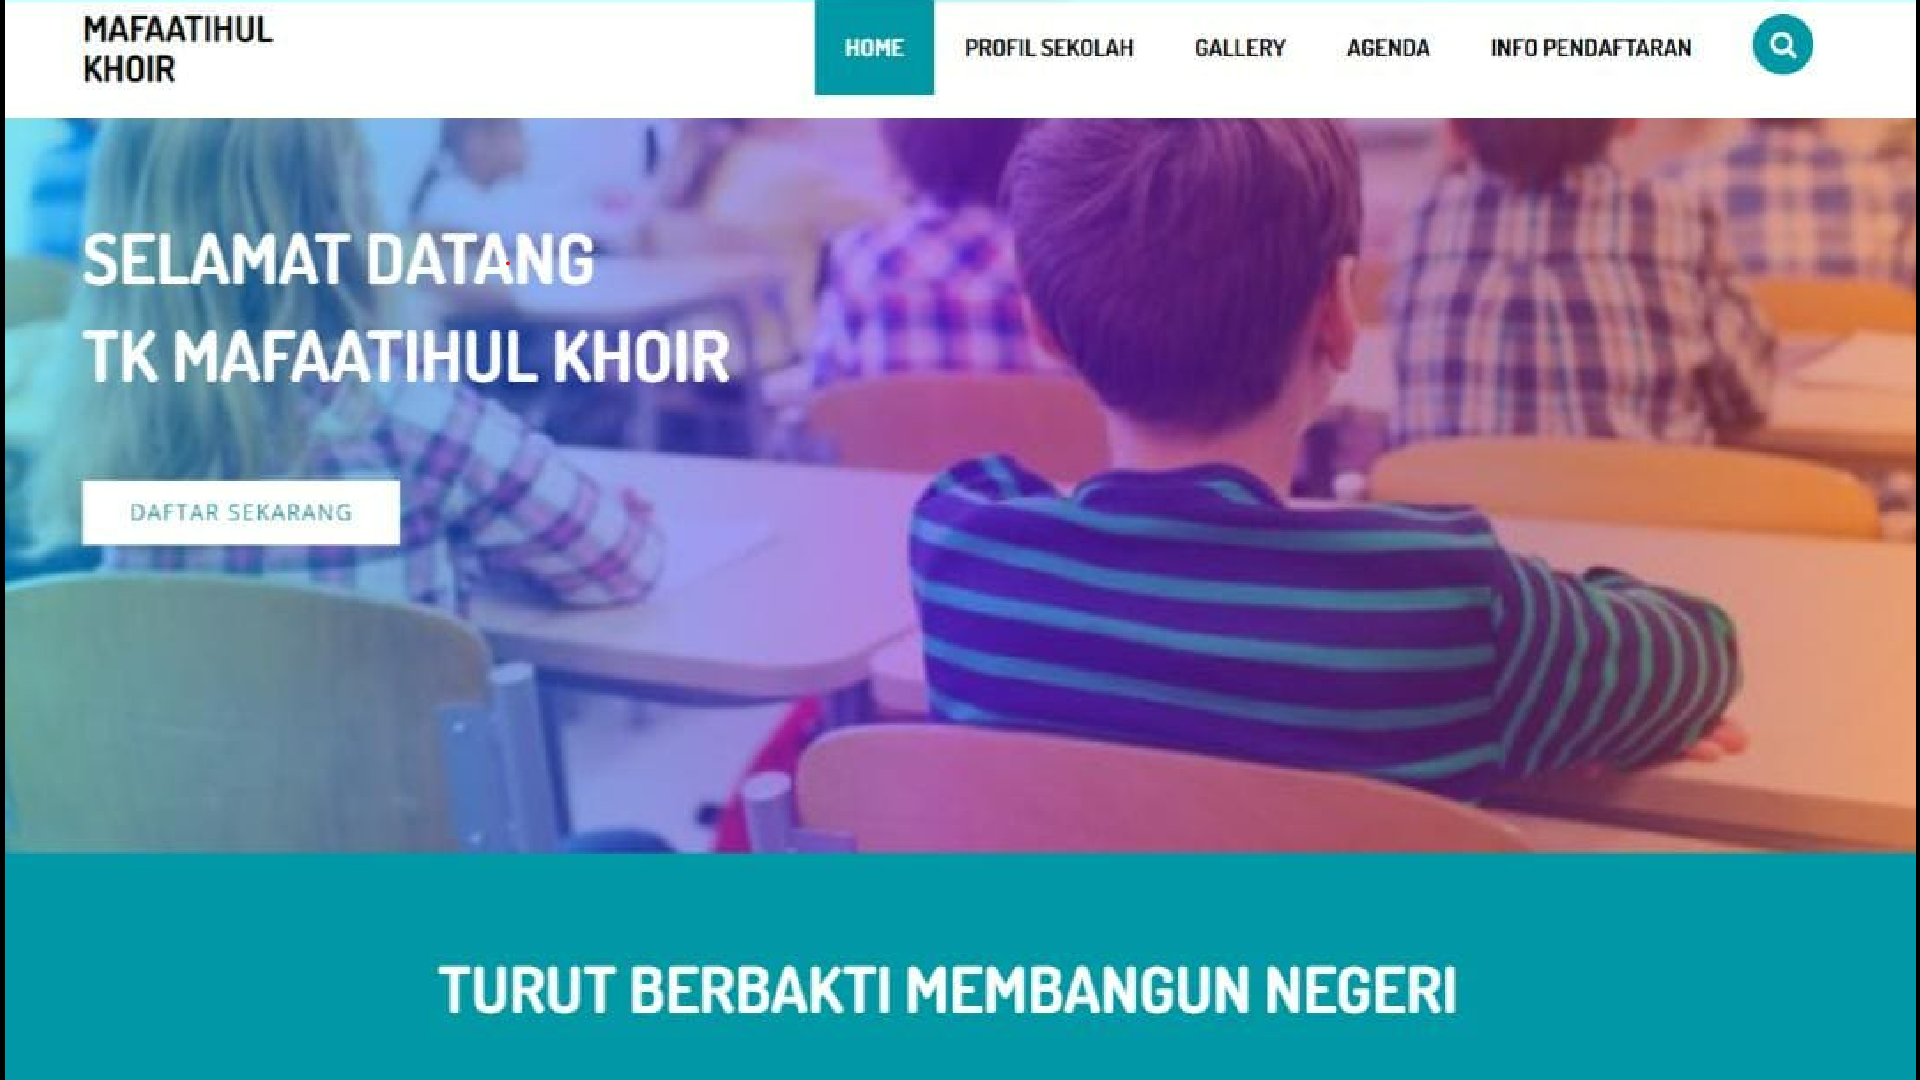 MAFAATIHUL
KHOIR
HOME
PROFIL SEKOLAH
GALLERY
AGENDA
INFO PENDAFTARAN
SELAMAT DATANG
TK MAFAATIHUL KHOIR
DAFTAR SEKARANG
TURUT BERBAKTI MEMBANGUN NEGERI